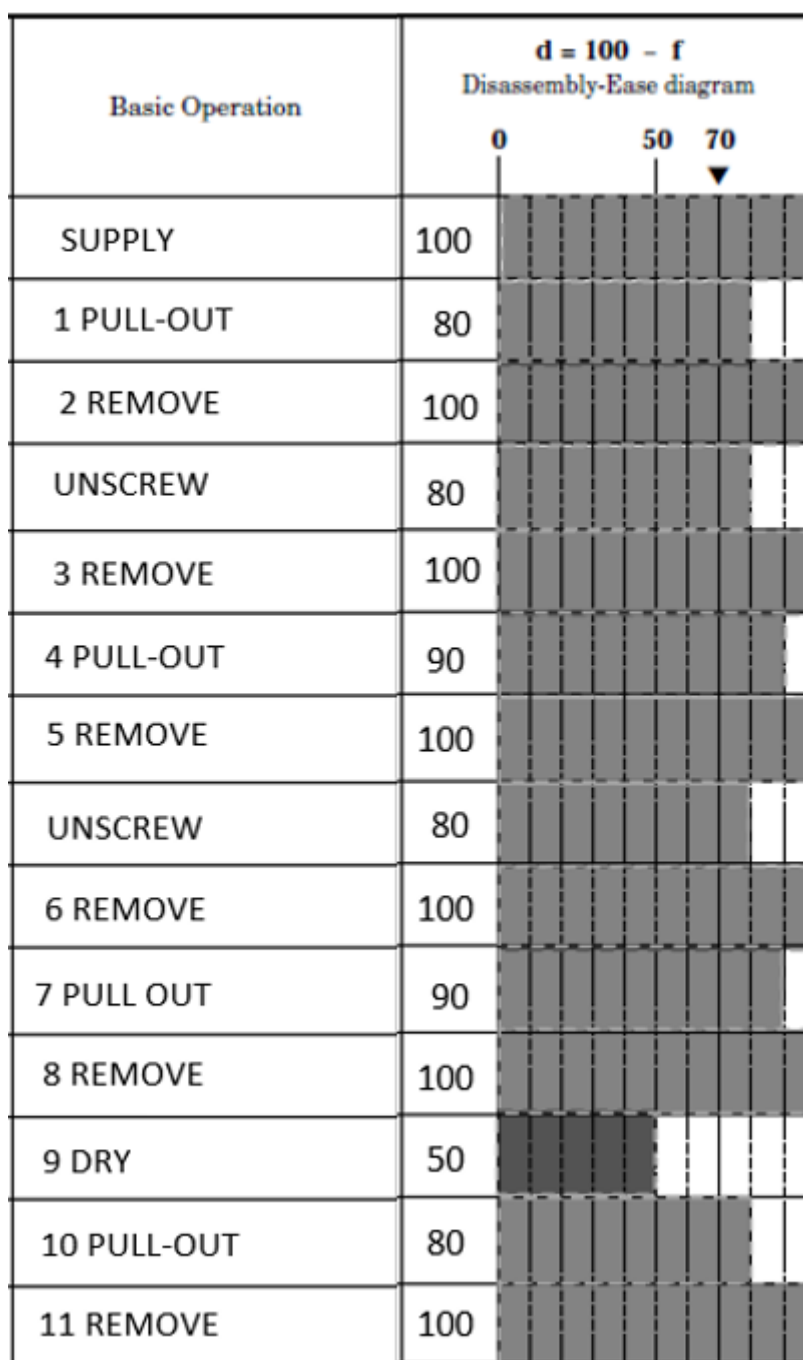 Basic Operation
d = 100 - f
Disassembly-Ease diagram
0 50 70
SUPPLY 100
1 PULL-OUT 80
2 REMOVE 100
UNSCREW 80
3 REMOVE 100
4 PULL-OUT 90
5 REMOVE 100
UNSCREW 80
6 REMOVE 100
7 PULL OUT 90
8 REMOVE 100
9 DRY 50
10 PULL-OUT 80
11 REMOVE 100